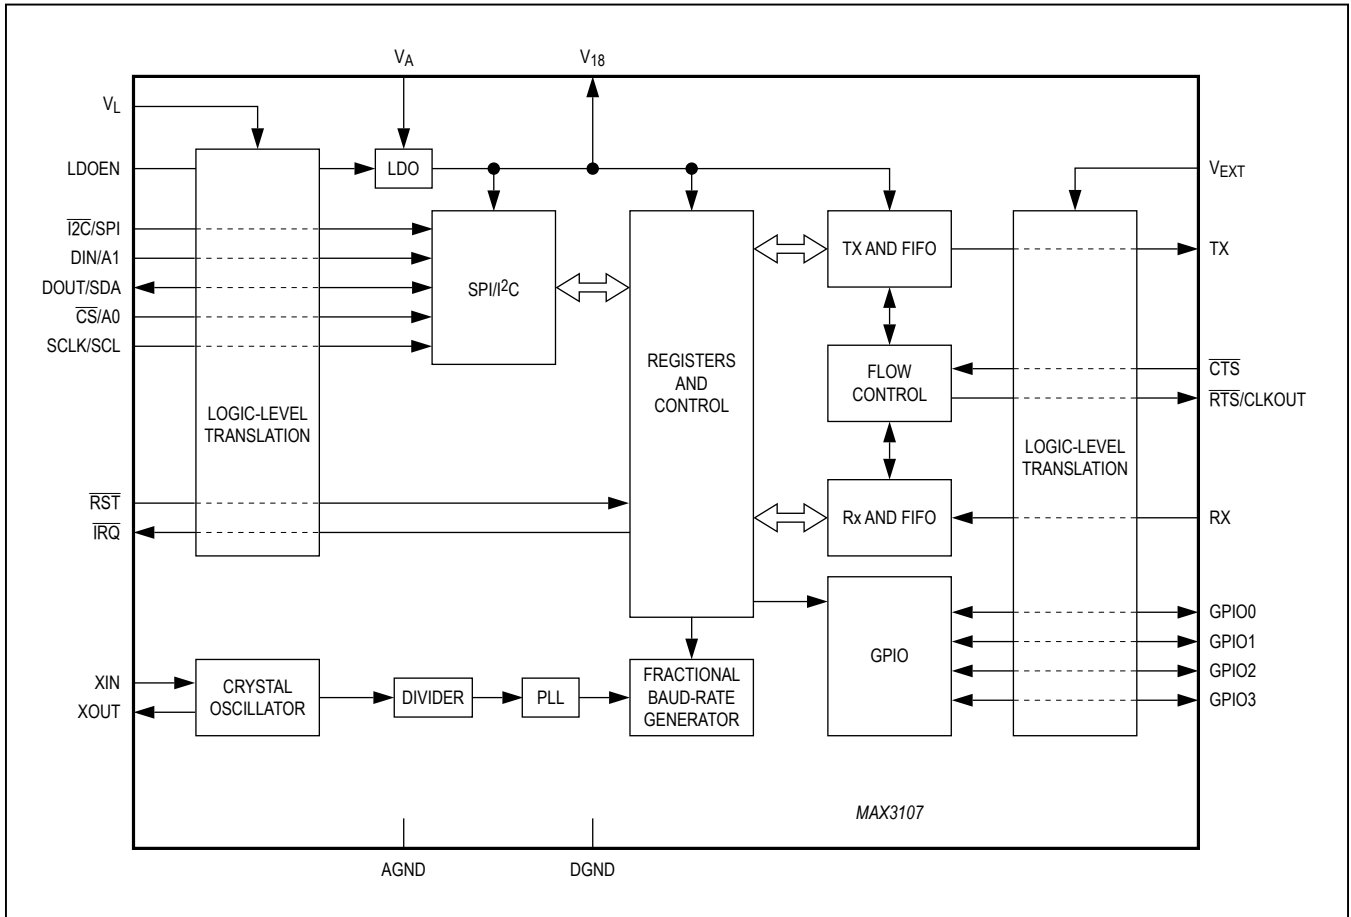 VA
V18
VL
LDOEN
I2C/SPI
DIN/A1
DOUT/SDA
CS/A0
SCLK/SCL
RST
IRQ
XIN
XOUT
LOGIC-LEVEL
TRANSLATION
LDO
SPI/I2C
REGISTERS
AND
CONTROL
TX AND FIFO
FLOW
CONTROL
Rx AND FIFO
GPIO
LOGIC-LEVEL
TRANSLATION
CRYSTAL
OSCILLATOR
DIVIDER
PLL
FRACTIONAL
BAUD-RATE
GENERATOR
VEXT
TX
CTS
RTS/CLKOUT
RX
GPIO0
GPIO1
GPIO2
GPIO3
MAX3107
AGND
DGND